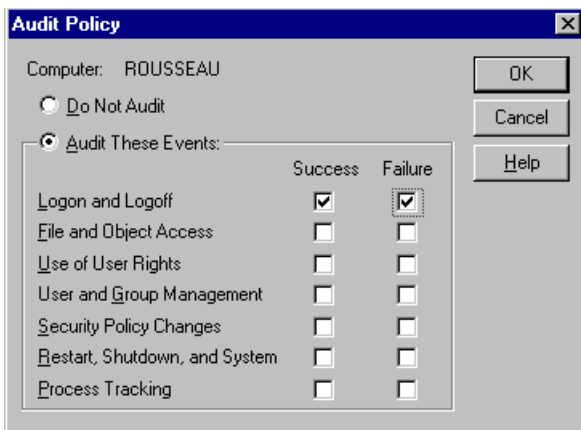 Audit Policy
Computer: ROUSSEAU
OK
Do Not Audit
Cancel
Audit These Events:
Help
Success Failure
Logon and Logoff
File and Object Access
Use of User Rights
User and Group Management
Security Policy Changes
Restart, Shutdown, and System
Process Tracking